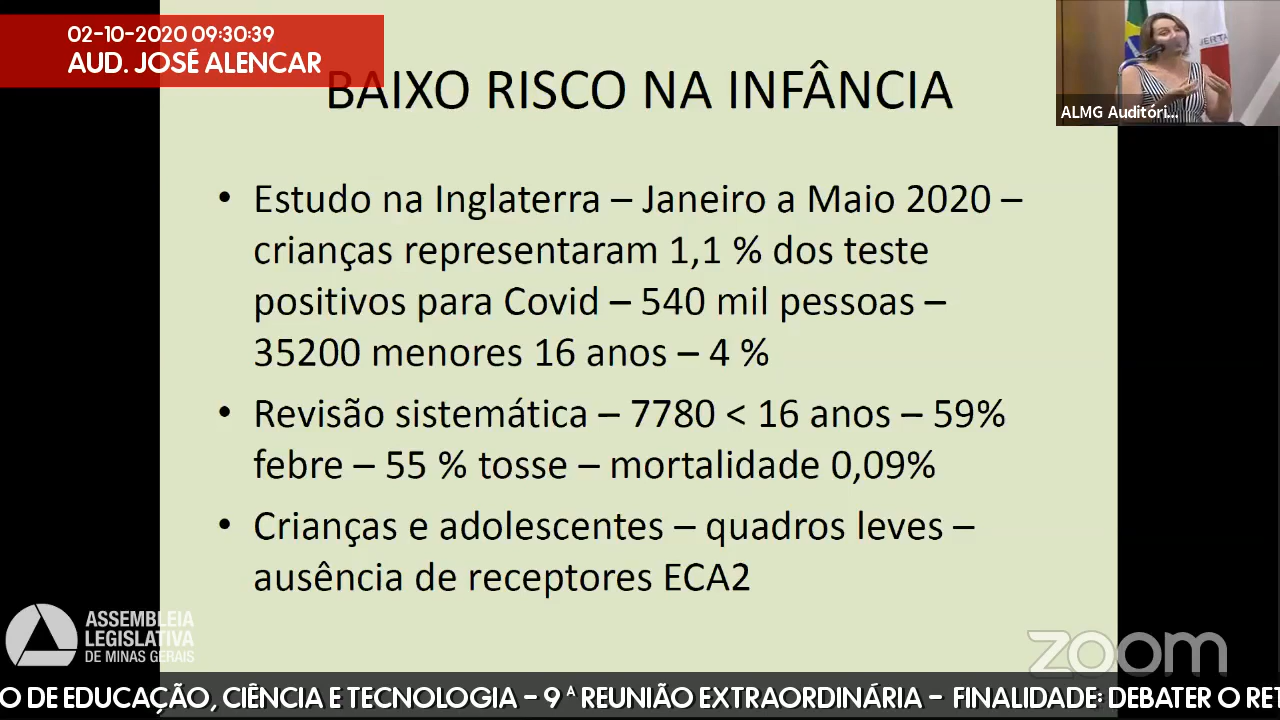 02-10-2020 09:30:39
AUD. JOSÉ ALENCAR
BAIXO RISCO NA INFÂNCIA
ALMG Auditóri...
• Estudo na Inglaterra – Janeiro a Maio 2020 –
crianças representaram 1,1 % dos teste
positivos para Covid – 540 mil pessoas –
35200 menores 16 anos – 4 %
• Revisão sistemática – 7780 < 16 anos – 59%
febre – 55 % tosse – mortalidade 0,09%
• Crianças e adolescentes – quadros leves –
ausência de receptores ECA2
ASSEMBLEIA
LEGISLATIVA
DE MINAS GERAIS
zoom
O DE EDUCAÇÃO, CIÊNCIA E TECNOLOGIA - 9 ª REUNIÃO EXTRAORDINÁRIA - FINALIDADE: DEBATER O RET